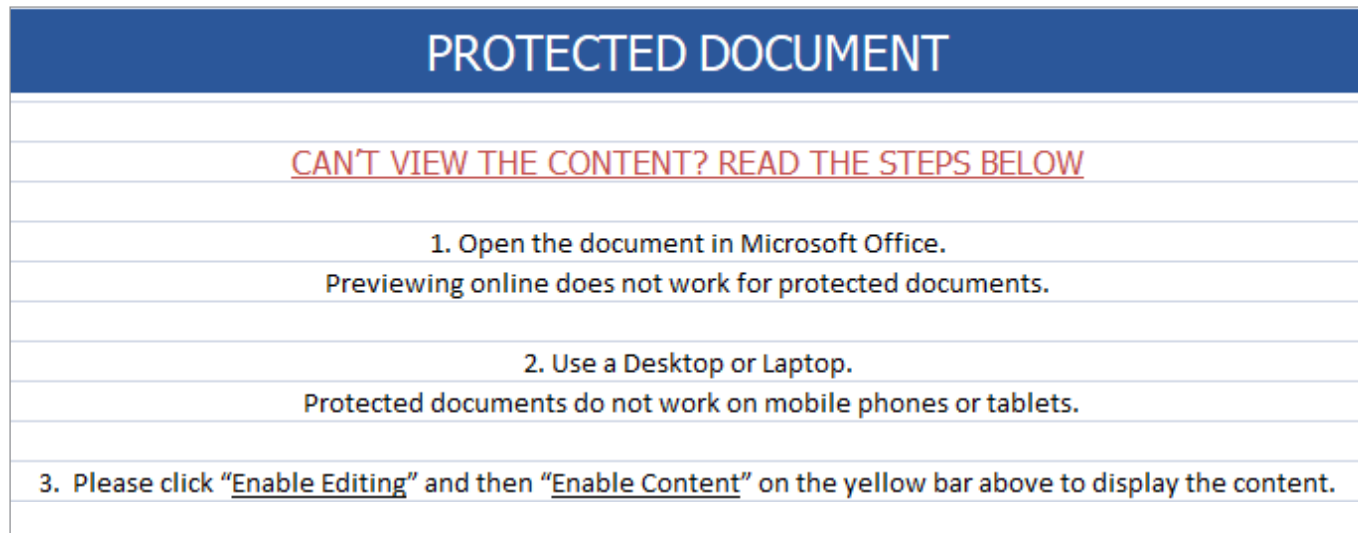 PROTECTED DOCUMENT
CAN'T VIEW THE CONTENT? READ THE STEPS BELOW
1. Open the document in Microsoft Office.
Previewing online does not work for protected documents.
2. Use a Desktop or Laptop.
Protected documents do not work on mobile phones or tablets.
3.  Please click “Enable Editing” and then “Enable Content” on the yellow bar above to display the content.